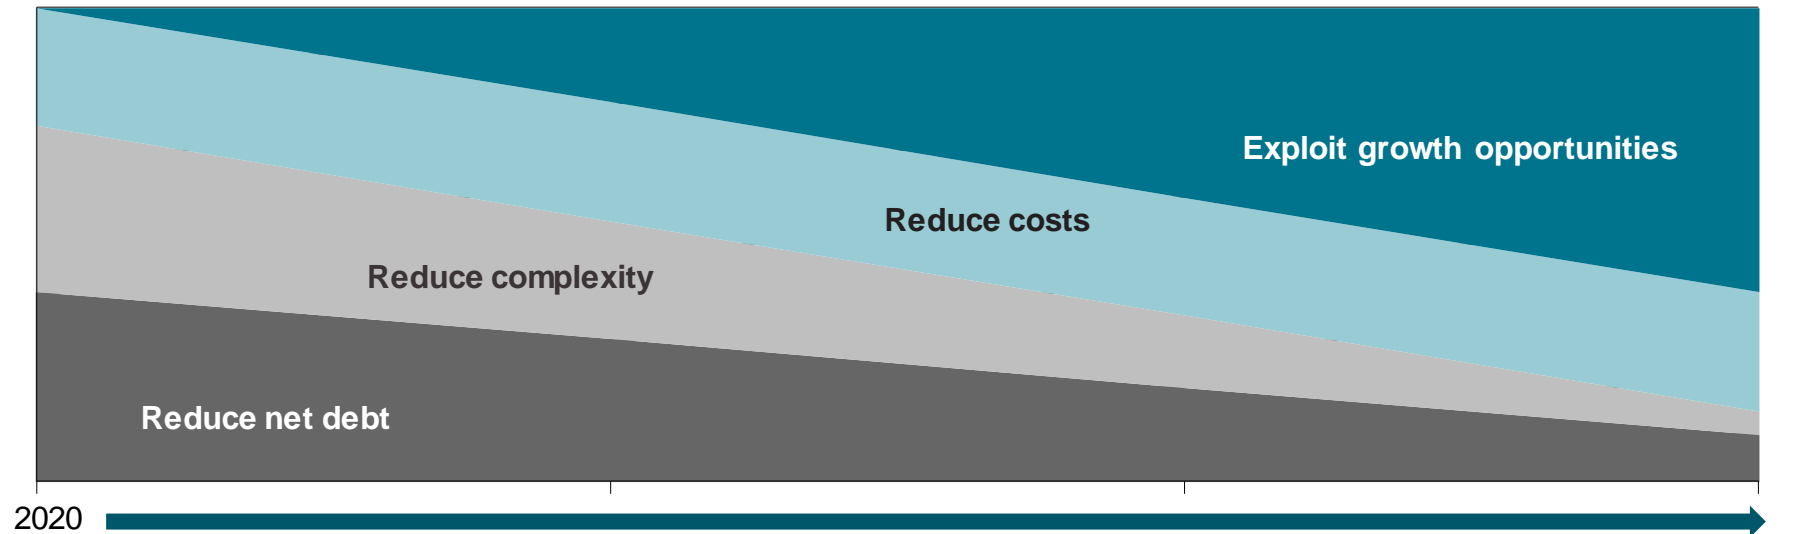 Exploit growth opportunities
Reduce costs
Reduce complexity
Reduce net debt
2020